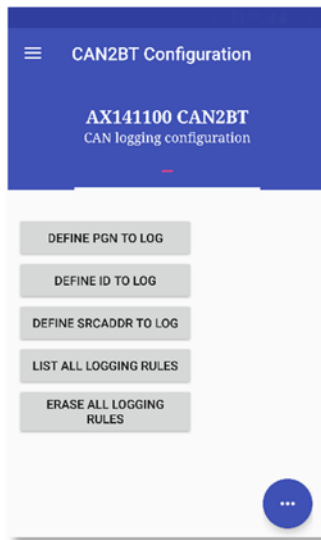 CAN2BT Configuration
AX141100 CAN2BT
CAN logging configuration
DEFINE PGN TO LOG
DEFINE ID TO LOG
DEFINE SRCADDR TO LOG
LIST ALL LOGGING RULES
ERASE ALL LOGGING
RULES